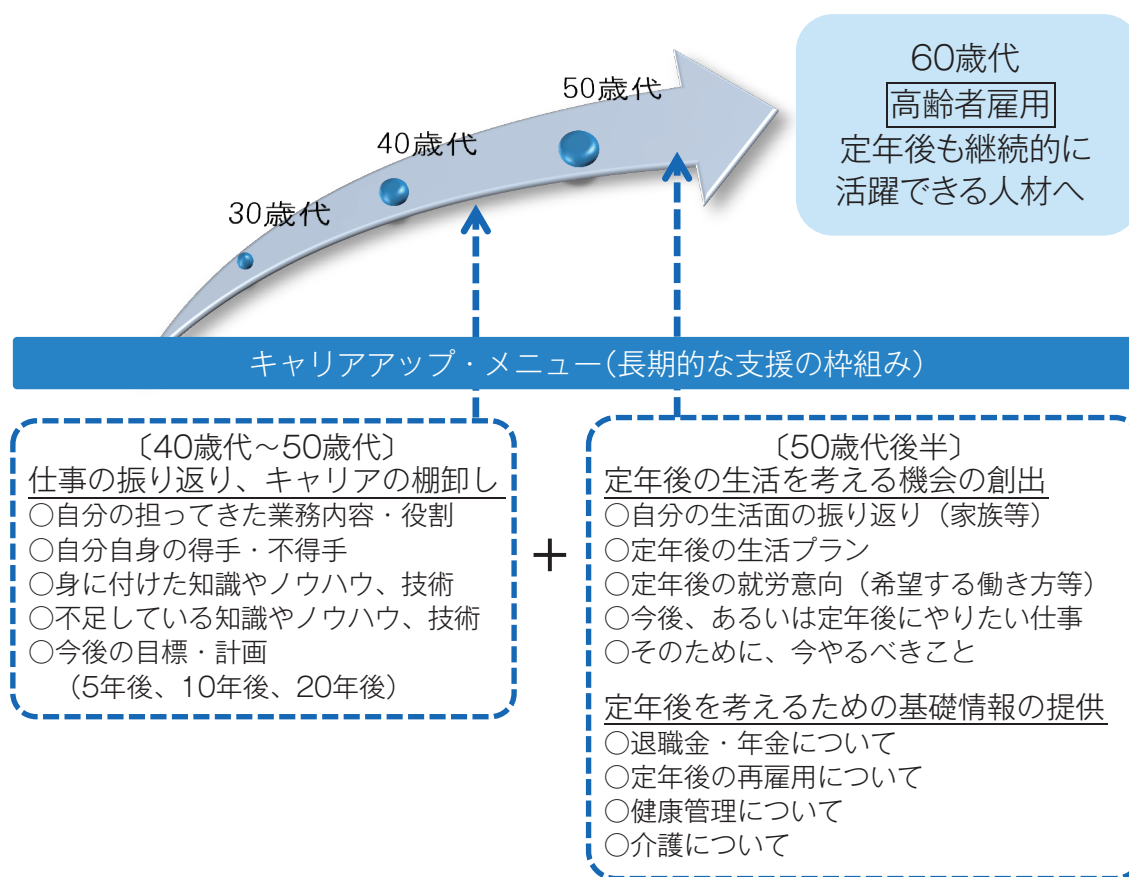 60歳代
高齢者雇用
定年後も継続的に
活躍できる人材へ
50歳代
40歳代
30歳代
キャリアアップ・メニュー(長期的な支援の枠組み)
〔40歳代～50歳代〕
仕事の振り返り、キャリアの棚卸し
○自分の担ってきた業務内容・役割
○自分自身の得手・不得手
○身に付けた知識やノウハウ、技術
○不足している知識やノウハウ、技術
○今後の目標・計画
（5年後、10年後、20年後）
＋
〔50歳代後半〕
定年後の生活を考える機会の創出
○自分の生活面の振り返り（家族等）
○定年後の生活プラン
○定年後の就労意向（希望する働き方等）
○今後、あるいは定年後にやりたい仕事
○そのために、今やるべきこと
定年後を考えるための基礎情報の提供
○退職金・年金について
○定年後の再雇用について
○健康管理について
○介護について